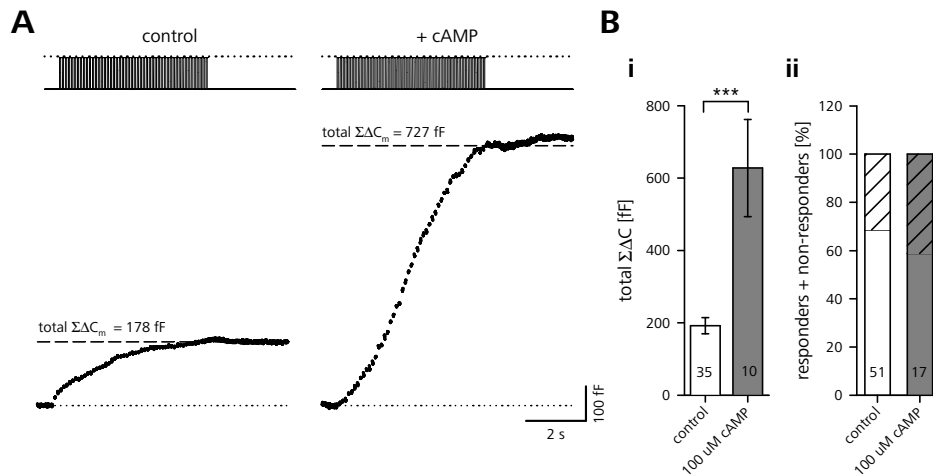 A
control
+ cAMP
total ΣΔCm = 727 fF
total ΣΔCm = 178 fF
100 fF
2 s
B
i
***
800
600
400
200
0
total ΣΔC [fF]
35
10
control
100 uM cAMP
ii
120
100
80
60
40
20
0
responders + non-responders [%]
51
17
control
100 uM cAMP